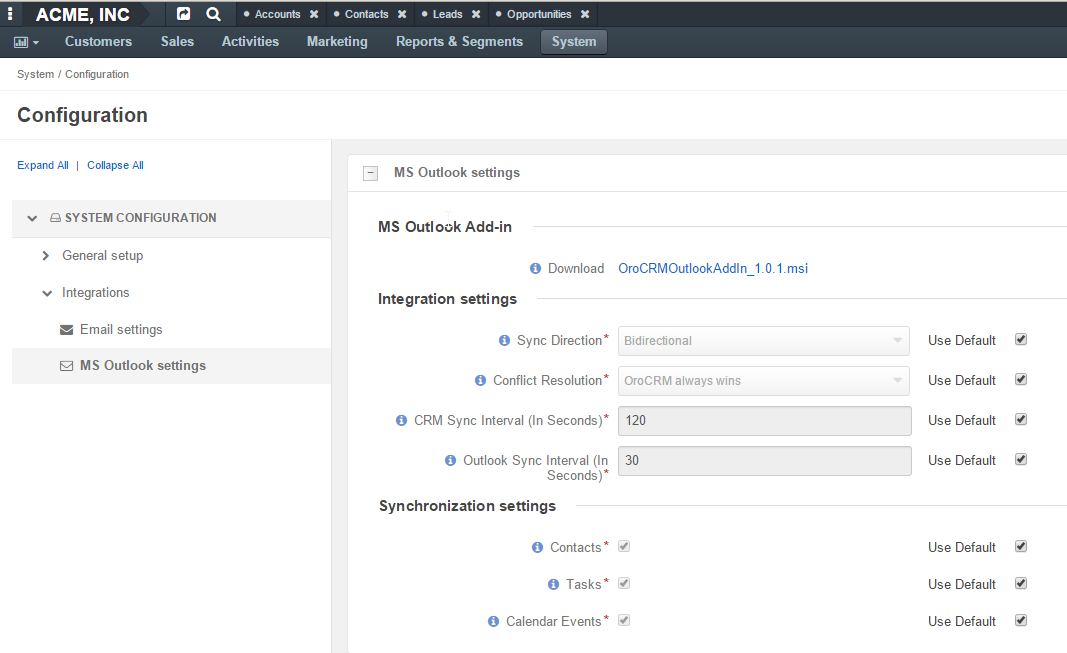 ACME, INC Accounts Contacts Leads Opportunities
Customers Sales Activities Marketing Reports & Segments System
System / Configuration
Configuration
Expand All | Collapse All
SYSTEM CONFIGURATION
General setup
Integrations
Email settings
MS Outlook settings
MS Outlook settings
MS Outlook Add-in
Download OroCRMOutlookAddIn_1.0.1.msi
Integration settings
Sync Direction* Bidirectional Use Default
Conflict Resolution* OroCRM always wins Use Default
CRM Sync Interval (In Seconds)* 120 Use Default
Outlook Sync Interval (In 30 Use Default
Seconds)*
Synchronization settings
Contacts* Use Default
Tasks* Use Default
Calendar Events* Use Default